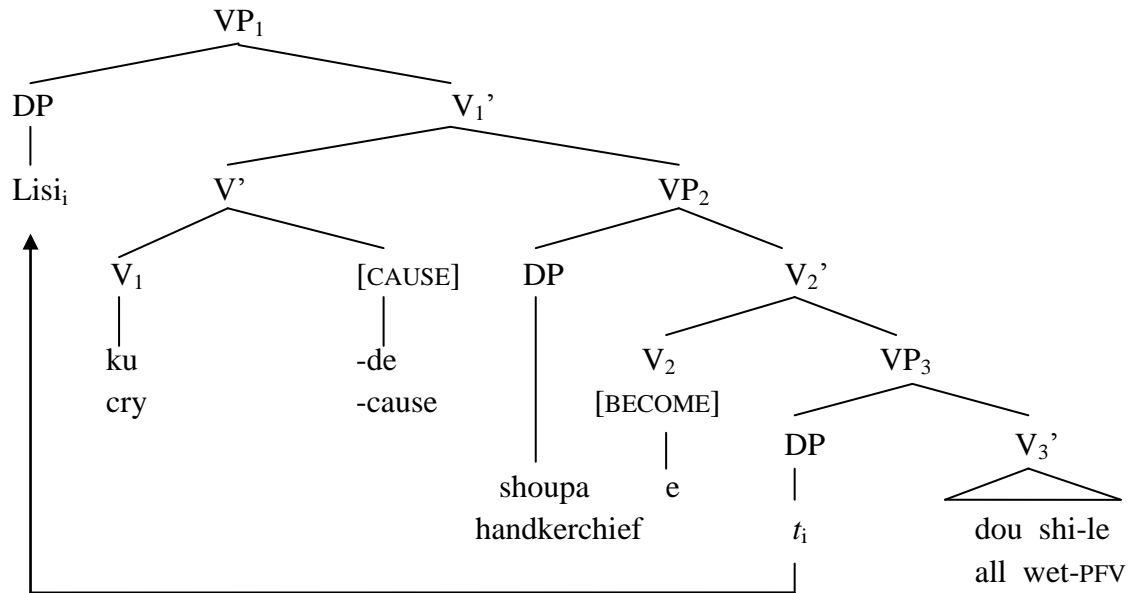 VP₁
DP V₁’
Lisiᵢ V’ VP₂
V₁ [CAUSE] DP V₂’
ku -de V₂ VP₃
cry -cause [BECOME]
DP V₃’
shoupa e
handkerchief tᵢ dou shi-le
all wet-PFV